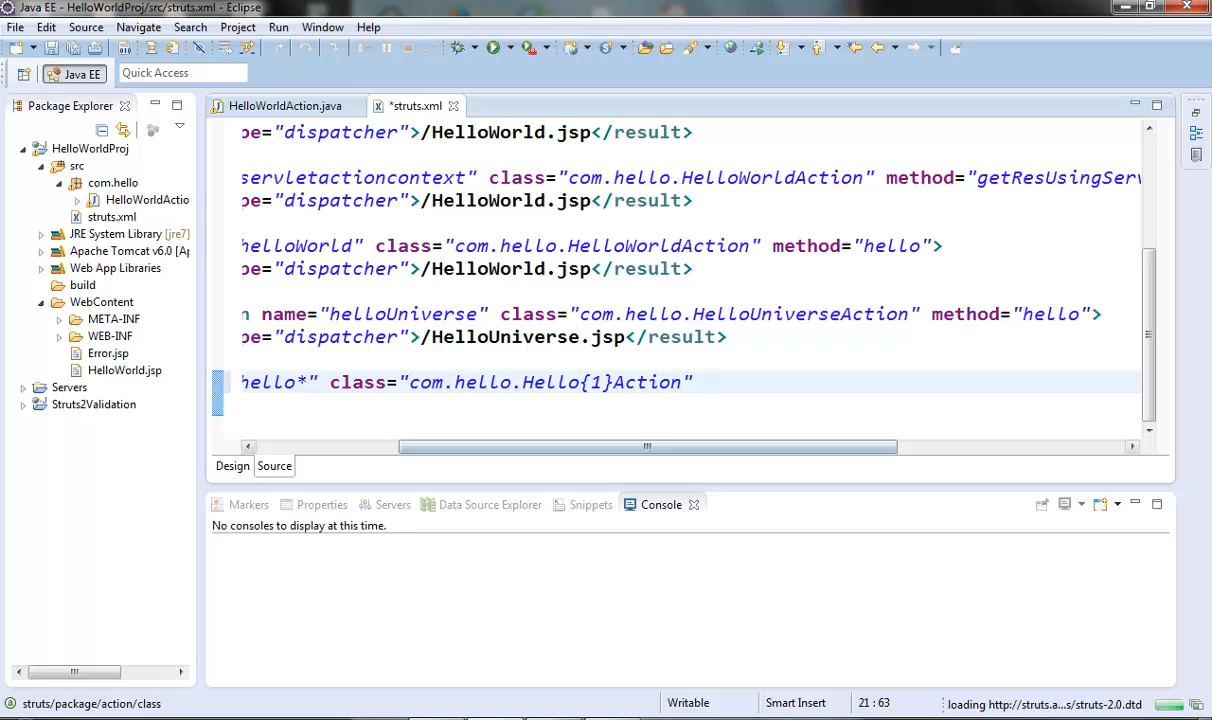 Java EE - HelloWorldProj/src/struts.xml - Eclipse
File Edit Source Navigate Search Project Run Window Help
Java EE
Quick Access
Package Explorer
HelloWorldProj
src
com.hello
HelloWorldActio
struts.xml
JRE System Library [jre7]
Apache Tomcat v6.0 [Ap
Web App Libraries
build
WebContent
META-INF
WEB-INF
Error.jsp
HelloWorld.jsp
Servers
Struts2Validation
HelloWorldAction.java
*struts.xml
pe="dispatcher">/HelloWorld.jsp</result>
servletactioncontext" class="com.hello.HelloWorldAction" method="getResUsingServ
pe="dispatcher">/HelloWorld.jsp</result>
helloWorld" class="com.hello.HelloWorldAction" method="hello">
pe="dispatcher">/HelloWorld.jsp</result>
n name="helloUniverse" class="com.hello.HelloUniverseAction" method="hello">
pe="dispatcher">/HelloUniverse.jsp</result>
hello*" class="com.hello.Hello{1}Action"
Design Source
Markers Properties Servers Data Source Explorer Snippets Console
No consoles to display at this time.
struts/package/action/class
Writable
Smart Insert
21 : 63
loading http://struts.a...s/struts-2.0.dtd